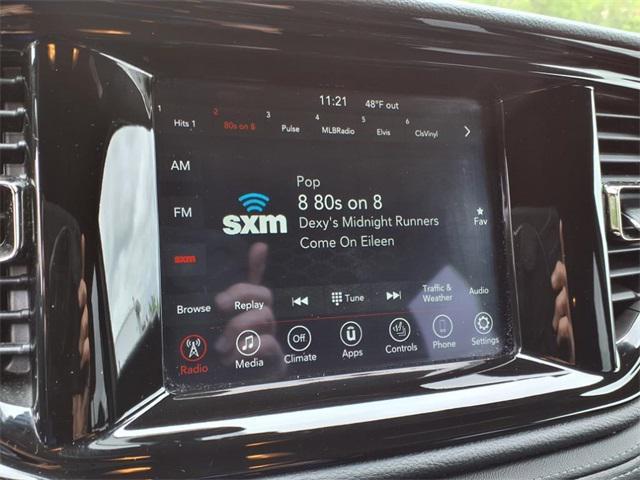 11:21 48°F out
1 2 3 4 5 6
Hits 1 80s on 8 Pulse MLBRadio Elvis ClsVinyl
AM
FM
sxm
sxm
Pop
8 80s on 8
Dexy's Midnight Runners
Come On Eileen
Fav
Browse Replay Tune Traffic & Weather Audio
Radio Media Off Climate Apps Controls Phone Settings